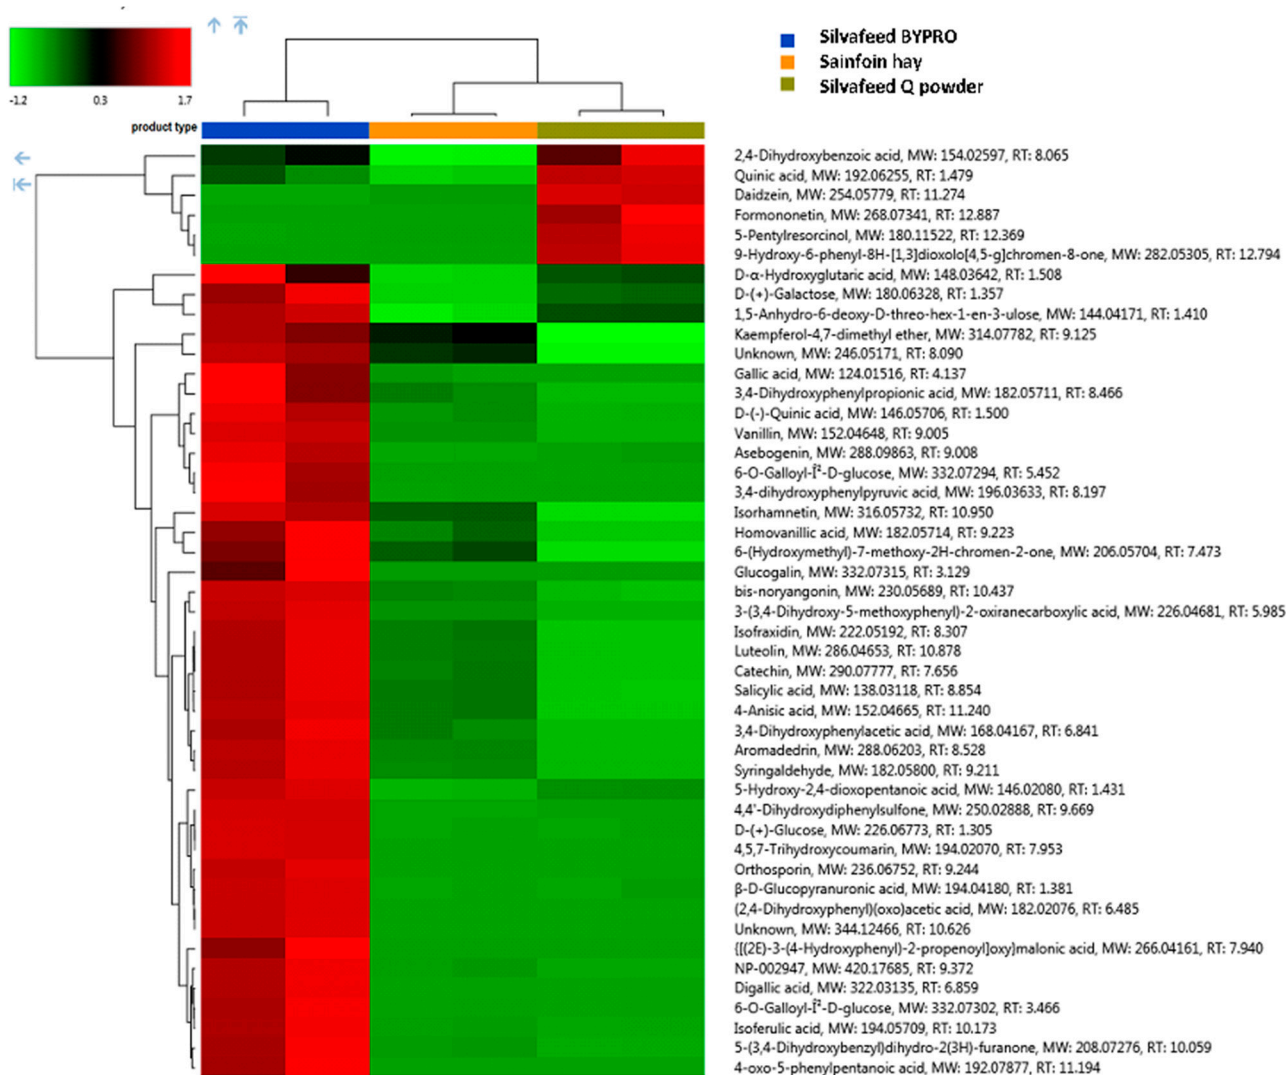 Silvafeed BYPRO
Sainfoin hay
Silvafeed Q powder
-1.2 0.3 1.7
product type
2,4-Dihydroxybenzoic acid, MW: 154.02597, RT: 8.065
Quinic acid, MW: 192.06255, RT: 1.479
Daidzein, MW: 254.05779, RT: 11.274
Formononetin, MW: 268.07341, RT: 12.887
5-Pentylresorcinol, MW: 180.11522, RT: 12.369
9-Hydroxy-6-phenyl-8H-[1,3]dioxolo[4,5-g]chromen-8-one, MW: 282.05305, RT: 12.794
D-α-Hydroxyglutaric acid, MW: 148.03642, RT: 1.508
D-(+)-Galactose, MW: 180.06328, RT: 1.357
1,5-Anhydro-6-deoxy-D-threo-hex-1-en-3-ulose, MW: 144.04171, RT: 1.410
Kaempferol-4,7-dimethyl ether, MW: 314.07782, RT: 9.125
Unknown, MW: 246.05171, RT: 8.090
Gallic acid, MW: 124.01516, RT: 4.137
3,4-Dihydroxyphenylpropionic acid, MW: 182.05711, RT: 8.466
D-(-)-Quinic acid, MW: 146.05706, RT: 1.500
Vanillin, MW: 152.04648, RT: 9.005
Asebogenin, MW: 288.09863, RT: 9.008
6-O-Galloyl-Î²-D-glucose, MW: 332.07294, RT: 5.452
3,4-dihydroxyphenylpyruvic acid, MW: 196.03633, RT: 8.197
Isorhamnetin, MW: 316.05732, RT: 10.950
Homovanillic acid, MW: 182.05714, RT: 9.223
6-(Hydroxymethyl)-7-methoxy-2H-chromen-2-one, MW: 206.05704, RT: 7.473
Glucogalin, MW: 332.07315, RT: 3.129
bis-noryangonin, MW: 230.05689, RT: 10.437
3-(3,4-Dihydroxy-5-methoxyphenyl)-2-oxiranecarboxylic acid, MW: 226.04681, RT: 5.985
Isofraxidin, MW: 222.05192, RT: 8.307
Luteolin, MW: 286.04653, RT: 10.878
Catechin, MW: 290.07777, RT: 7.656
Salicylic acid, MW: 138.03118, RT: 8.854
4-Anisic acid, MW: 152.04665, RT: 11.240
3,4-Dihydroxyphenylacetic acid, MW: 168.04167, RT: 6.841
Aromadedrin, MW: 288.06203, RT: 8.528
Syringaldehyde, MW: 182.05800, RT: 9.211
5-Hydroxy-2,4-dioxopentanoic acid, MW: 146.02080, RT: 1.431
4,4'-Dihydroxydiphenylsulfone, MW: 250.02888, RT: 9.669
D-(+)-Glucose, MW: 226.06773, RT: 1.305
4,5,7-Trihydroxycoumarin, MW: 194.02070, RT: 7.953
Orthosporin, MW: 236.06752, RT: 9.244
β-D-Glucopyranuronic acid, MW: 194.04180, RT: 1.381
(2,4-Dihydroxyphenyl)(oxo)acetic acid, MW: 182.02076, RT: 6.485
Unknown, MW: 344.12466, RT: 10.626
{[(2E)-3-(4-Hydroxyphenyl)-2-propenoyl]oxy}malonic acid, MW: 266.04161, RT: 7.940
NP-002947, MW: 420.17685, RT: 9.372
Digallic acid, MW: 322.03135, RT: 6.859
6-O-Galloyl-Î²-D-glucose, MW: 332.07302, RT: 3.466
Isoferulic acid, MW: 194.05709, RT: 10.173
5-(3,4-Dihydroxybenzyl)dihydro-2(3H)-furanone, MW: 208.07276, RT: 10.059
4-oxo-5-phenylpentanoic acid, MW: 192.07877, RT: 11.194